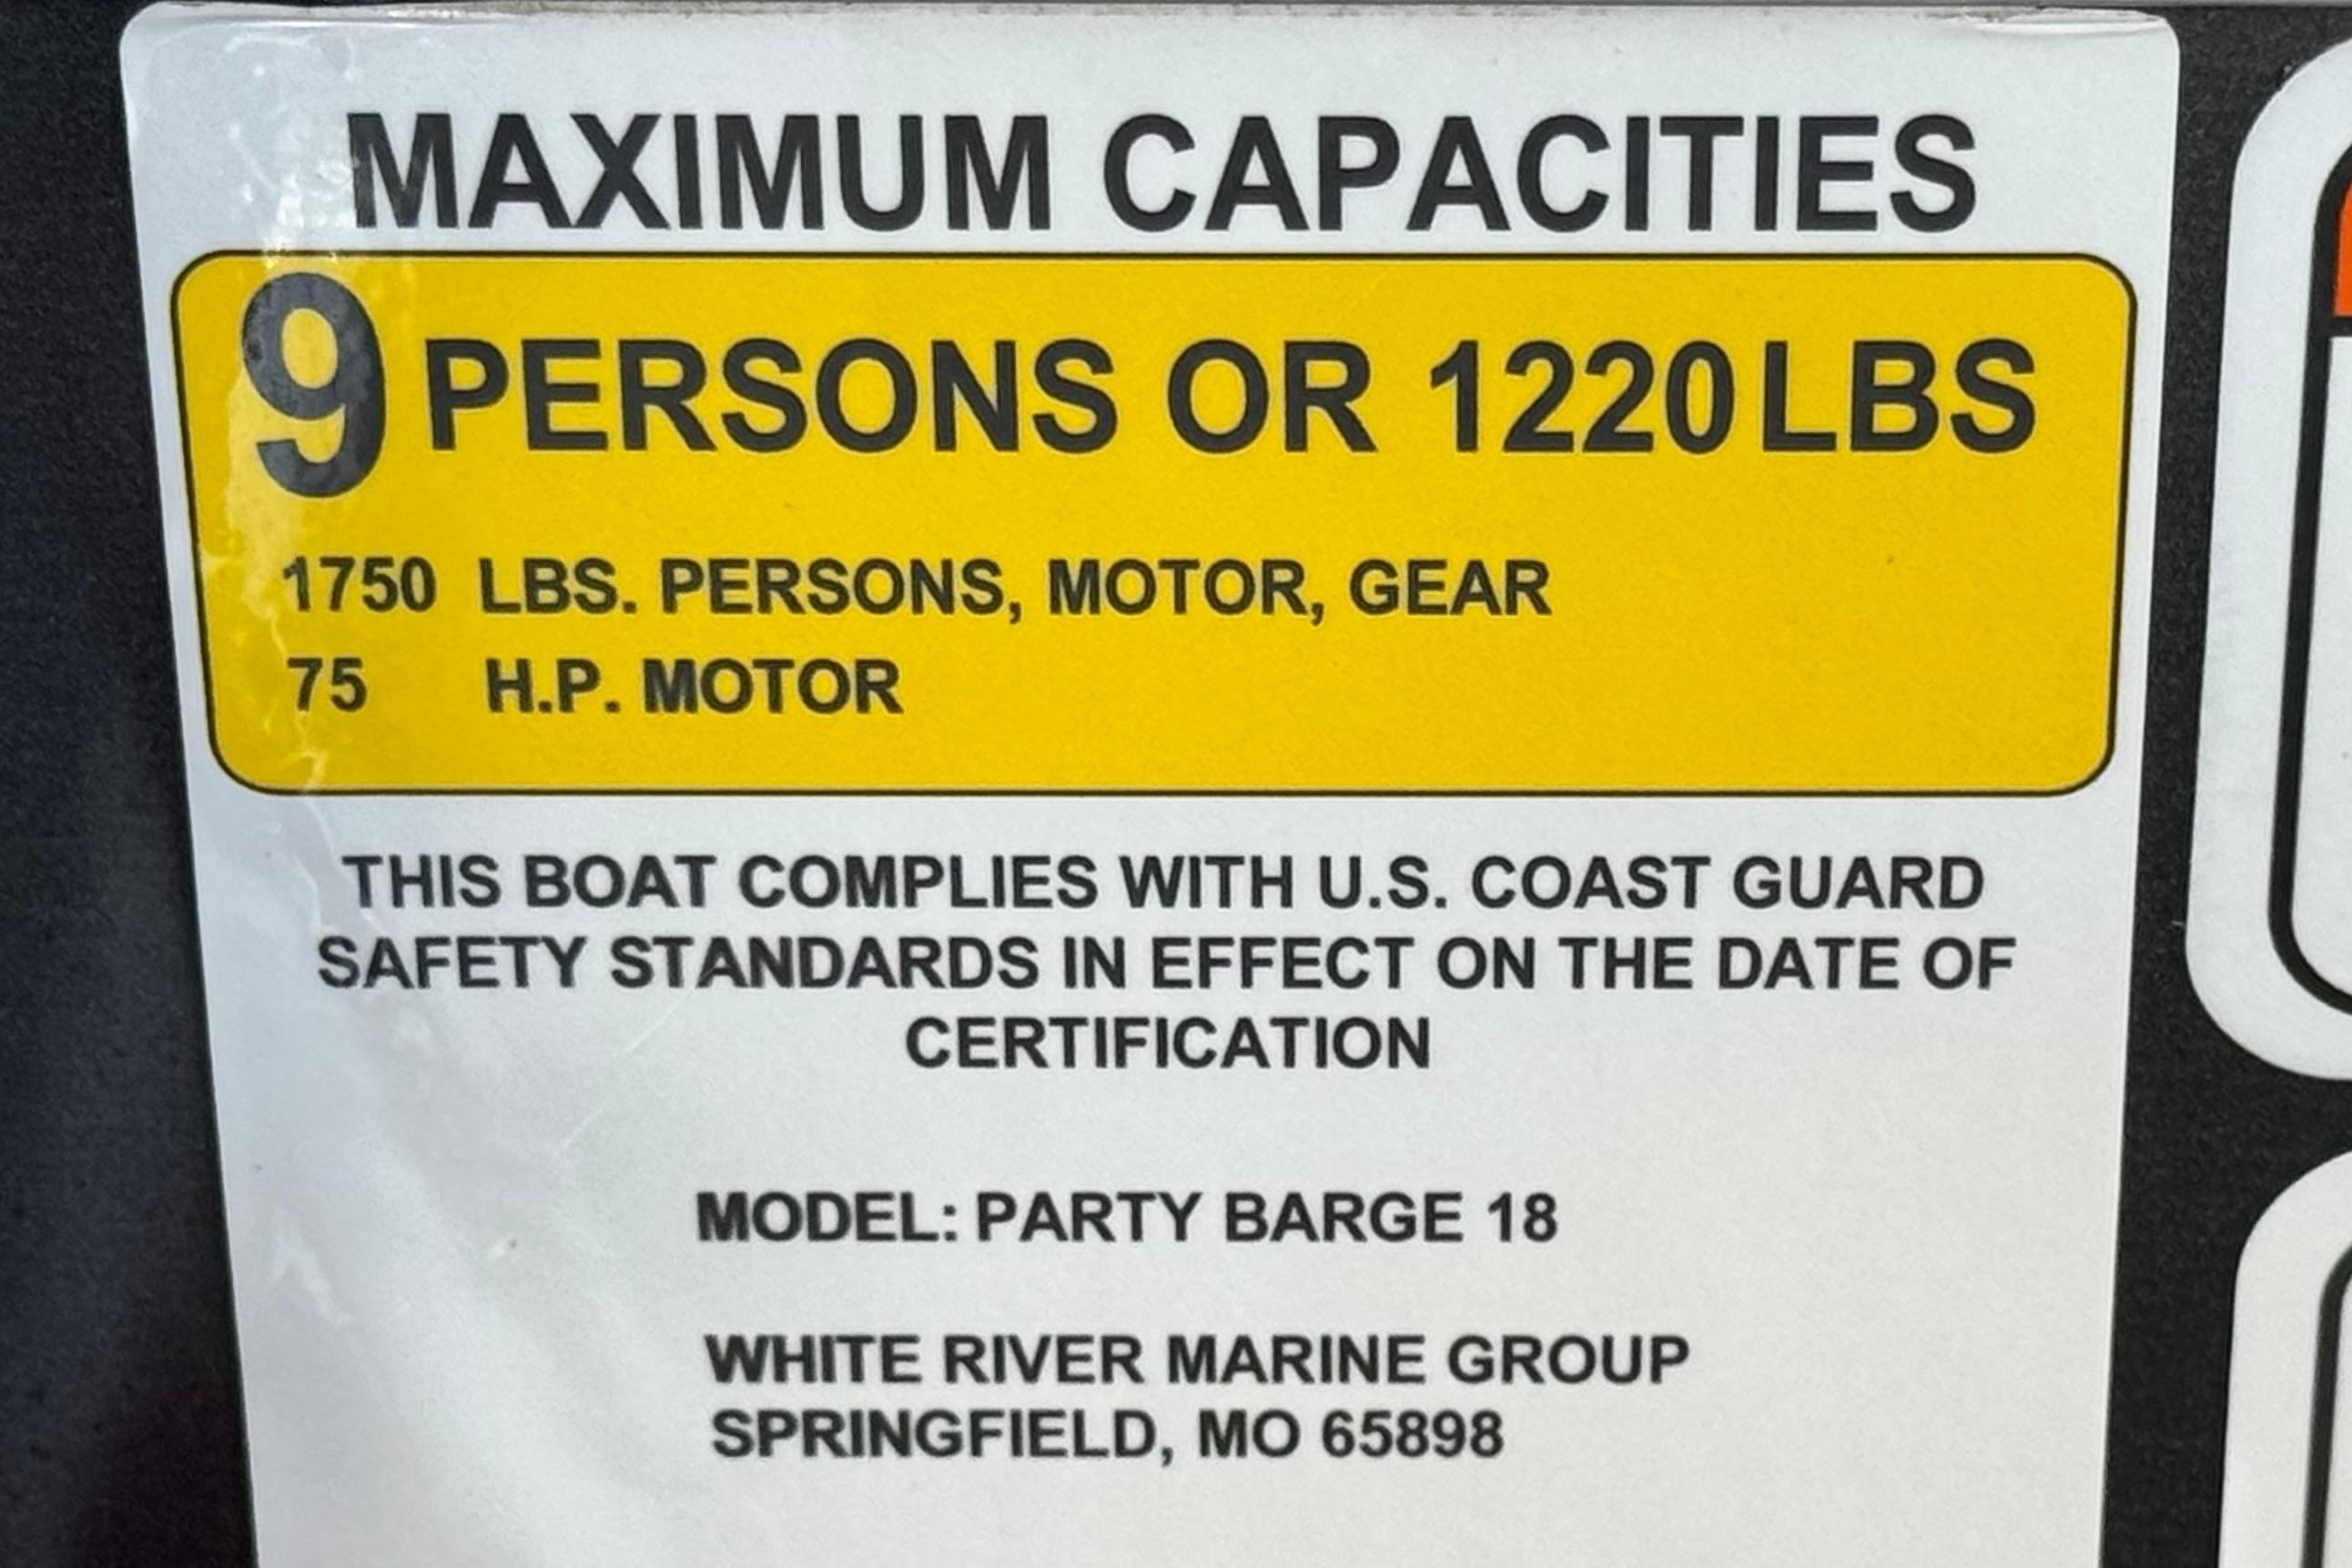 MAXIMUM CAPACITIES
9 PERSONS OR 1220 LBS
1750 LBS. PERSONS, MOTOR, GEAR
75 H.P. MOTOR
THIS BOAT COMPLIES WITH U.S. COAST GUARD
SAFETY STANDARDS IN EFFECT ON THE DATE OF
CERTIFICATION
MODEL: PARTY BARGE 18
WHITE RIVER MARINE GROUP
SPRINGFIELD, MO 65898